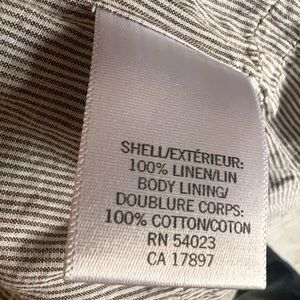 SHELL/EXTÉRIEUR:
100% LINEN/LIN
BODY LINING/
DOUBLURE CORPS:
100% COTTON/COTON
RN 54023
CA 17897